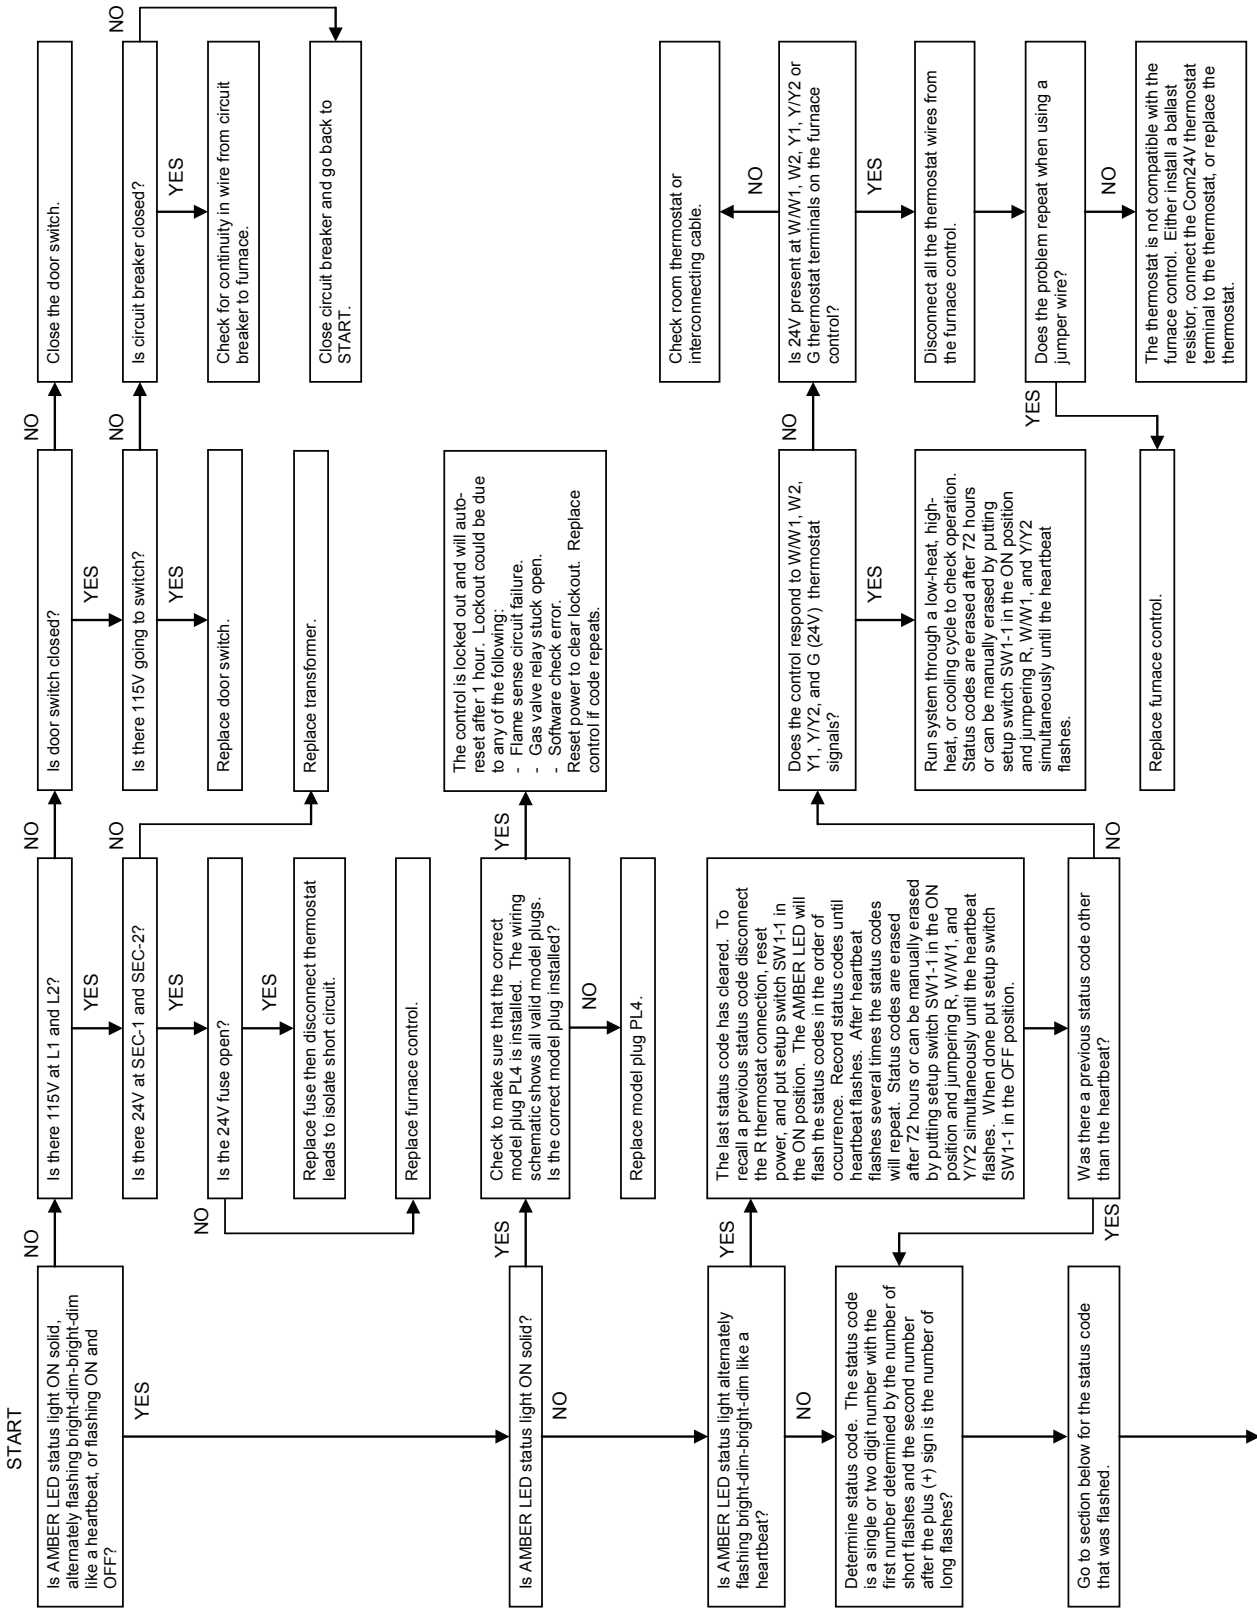 START
Is AMBER LED status light ON solid,
alternately flashing bright-dim-bright-dim
like a heartbeat, or flashing ON and
OFF?
NO
YES
Is there 115V at L1 and L2?
NO
YES
Is door switch closed?
NO
YES
Close the door switch.
Is there 115V going to switch?
NO
YES
Is circuit breaker closed?
NO
YES
Replace door switch.
Check for continuity in wire from circuit
breaker to furnace.
Close circuit breaker and go back to
START.
Is there 24V at SEC-1 and SEC-2?
NO
YES
Replace transformer.
Is the 24V fuse open?
NO
YES
Replace fuse then disconnect thermostat
leads to isolate short circuit.
Replace furnace control.
Is AMBER LED status light ON solid?
YES
NO
Check to make sure that the correct
model plug PL4 is installed. The wiring
schematic shows all valid model plugs.
Is the correct model plug installed?
YES
NO
The control is locked out and will auto-
reset after 1 hour. Lockout could be due
to any of the following:
- Flame sense circuit failure.
- Gas valve relay stuck open.
- Software check error.
Reset power to clear lockout. Replace
control if code repeats.
Replace model plug PL4.
Is AMBER LED status light alternately
flashing bright-dim-bright-dim like a
heartbeat?
YES
NO
The last status code has cleared. To
recall a previous status code disconnect
the R thermostat connection, reset
power, and put setup switch SW1-1 in
the ON position. The AMBER LED will
flash the status codes in the order of
occurrence. Record status codes until
heartbeat flashes. After heartbeat
flashes several times the status codes
will repeat. Status codes are erased
after 72 hours or can be manually erased
by putting setup switch SW1-1 in the ON
position and jumpering R, W/W1, and
Y/Y2 simultaneously until the heartbeat
flashes. When done put setup switch
SW1-1 in the OFF position.
Was there a previous status code other
than the heartbeat?
YES
NO
Determine status code. The status code
is a single or two digit number with the
first number determined by the number of
short flashes and the second number
after the plus (+) sign is the number of
long flashes?
Go to section below for the status code
that was flashed.
Does the control respond to W/W1, W2,
Y1, Y/Y2, and G (24V) thermostat
signals?
NO
YES
Run system through a low-heat, high-
heat, or cooling cycle to check operation.
Status codes are erased after 72 hours
or can be manually erased by putting
setup switch SW1-1 in the ON position
and jumpering R, W/W1, and Y/Y2
simultaneously until the heartbeat
flashes.
Is 24V present at W/W1, W2, Y1, Y/Y2 or
G thermostat terminals on the furnace
control?
NO
YES
Check room thermostat or
interconnecting cable.
Disconnect all the thermostat wires from
the furnace control.
Does the problem repeat when using a
jumper wire?
YES
NO
Replace furnace control.
The thermostat is not compatible with the
furnace control. Either install a ballast
resistor, connect the Com24V thermostat
terminal to the thermostat, or replace the
thermostat.